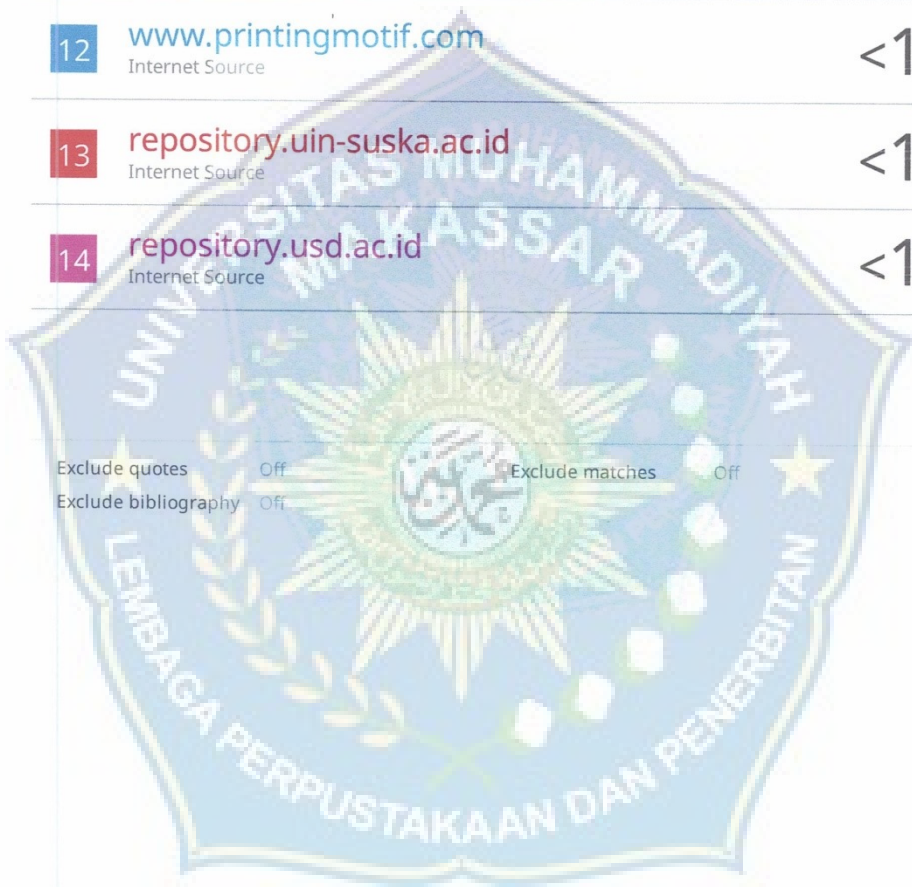 12 www.printingmotif.com <1
Internet Source
13 repository.uin-suska.ac.id <1
Internet Source
14 repository.usd.ac.id <1
Internet Source
UNIVERSITAS MUHAMMADIYAH
MAKASSAR
Exclude quotes Off Exclude matches Off
Exclude bibliography Off
LEMBAGA PERPUSTAKAAN DAN PENERBITAN